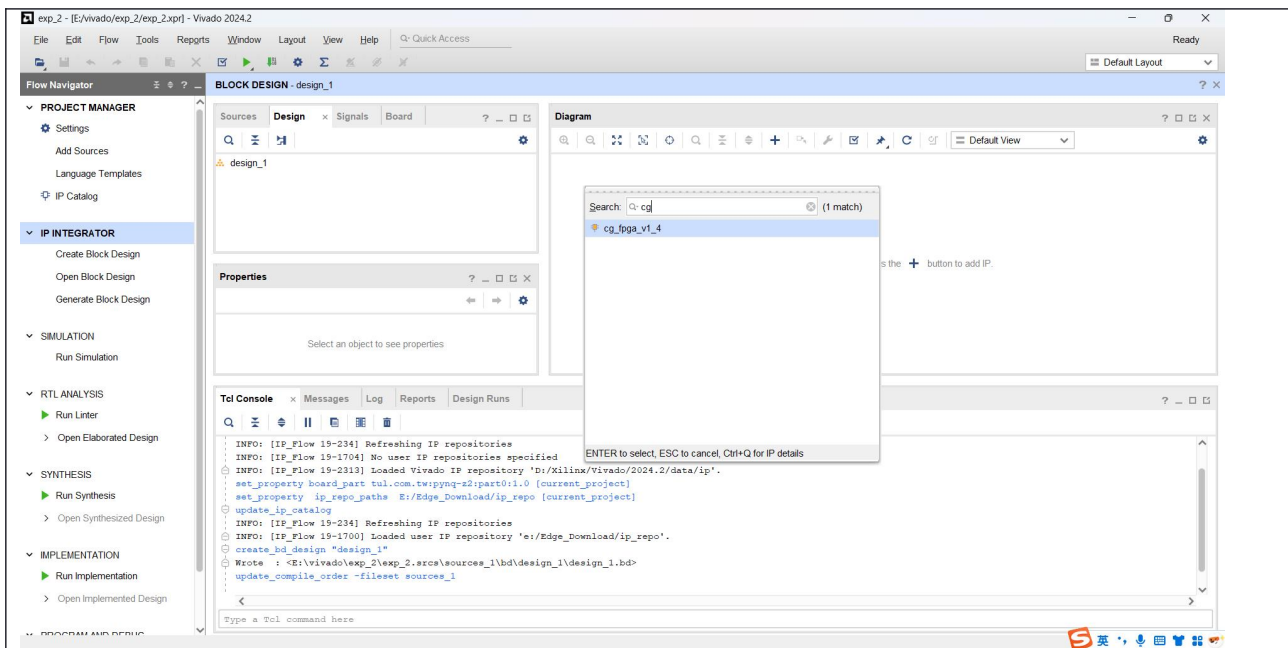 exp_2 - [E:/vivado/exp_2/exp_2.xpr] - Vivado 2024.2
File Edit Flow Tools Reports Window Layout View Help Quick Access
Ready
Default Layout
Flow Navigator
PROJECT MANAGER
Settings
Add Sources
Language Templates
IP Catalog
IP INTEGRATOR
Create Block Design
Open Block Design
Generate Block Design
SIMULATION
Run Simulation
RTL ANALYSIS
Run Linter
Open Elaborated Design
SYNTHESIS
Run Synthesis
Open Synthesized Design
IMPLEMENTATION
Run Implementation
Open Implemented Design
PROGRAM AND DEBUG
BLOCK DESIGN - design_1
Sources Design Signals Board
design_1
Properties
Select an object to see properties
Diagram
Default View
Search: cg (1 match)
cg_fpga_v1_4
ENTER to select, ESC to cancel, Ctrl+Q for IP details
s the + button to add IP.
Tcl Console Messages Log Reports Design Runs
INFO: [IP_Flow 19-234] Refreshing IP repositories
INFO: [IP_Flow 19-1704] No user IP repositories specified
INFO: [IP_Flow 19-2313] Loaded Vivado IP repository 'D:/Xilinx/Vivado/2024.2/data/ip'.
set_property board_part tul.com.tw:pynq-z2:part0:1.0 [current_project]
set_property ip_repo_paths E:/Edge_Download/ip_repo [current_project]
update_ip_catalog
INFO: [IP_Flow 19-234] Refreshing IP repositories
INFO: [IP_Flow 19-1700] Loaded user IP repository 'e:/Edge_Download/ip_repo'.
create_bd_design "design_1"
Wrote : <E:\vivado\exp_2\exp_2.srcs\sources_1\bd\design_1\design_1.bd>
update_compile_order -fileset sources_1
Type a Tcl command here
英